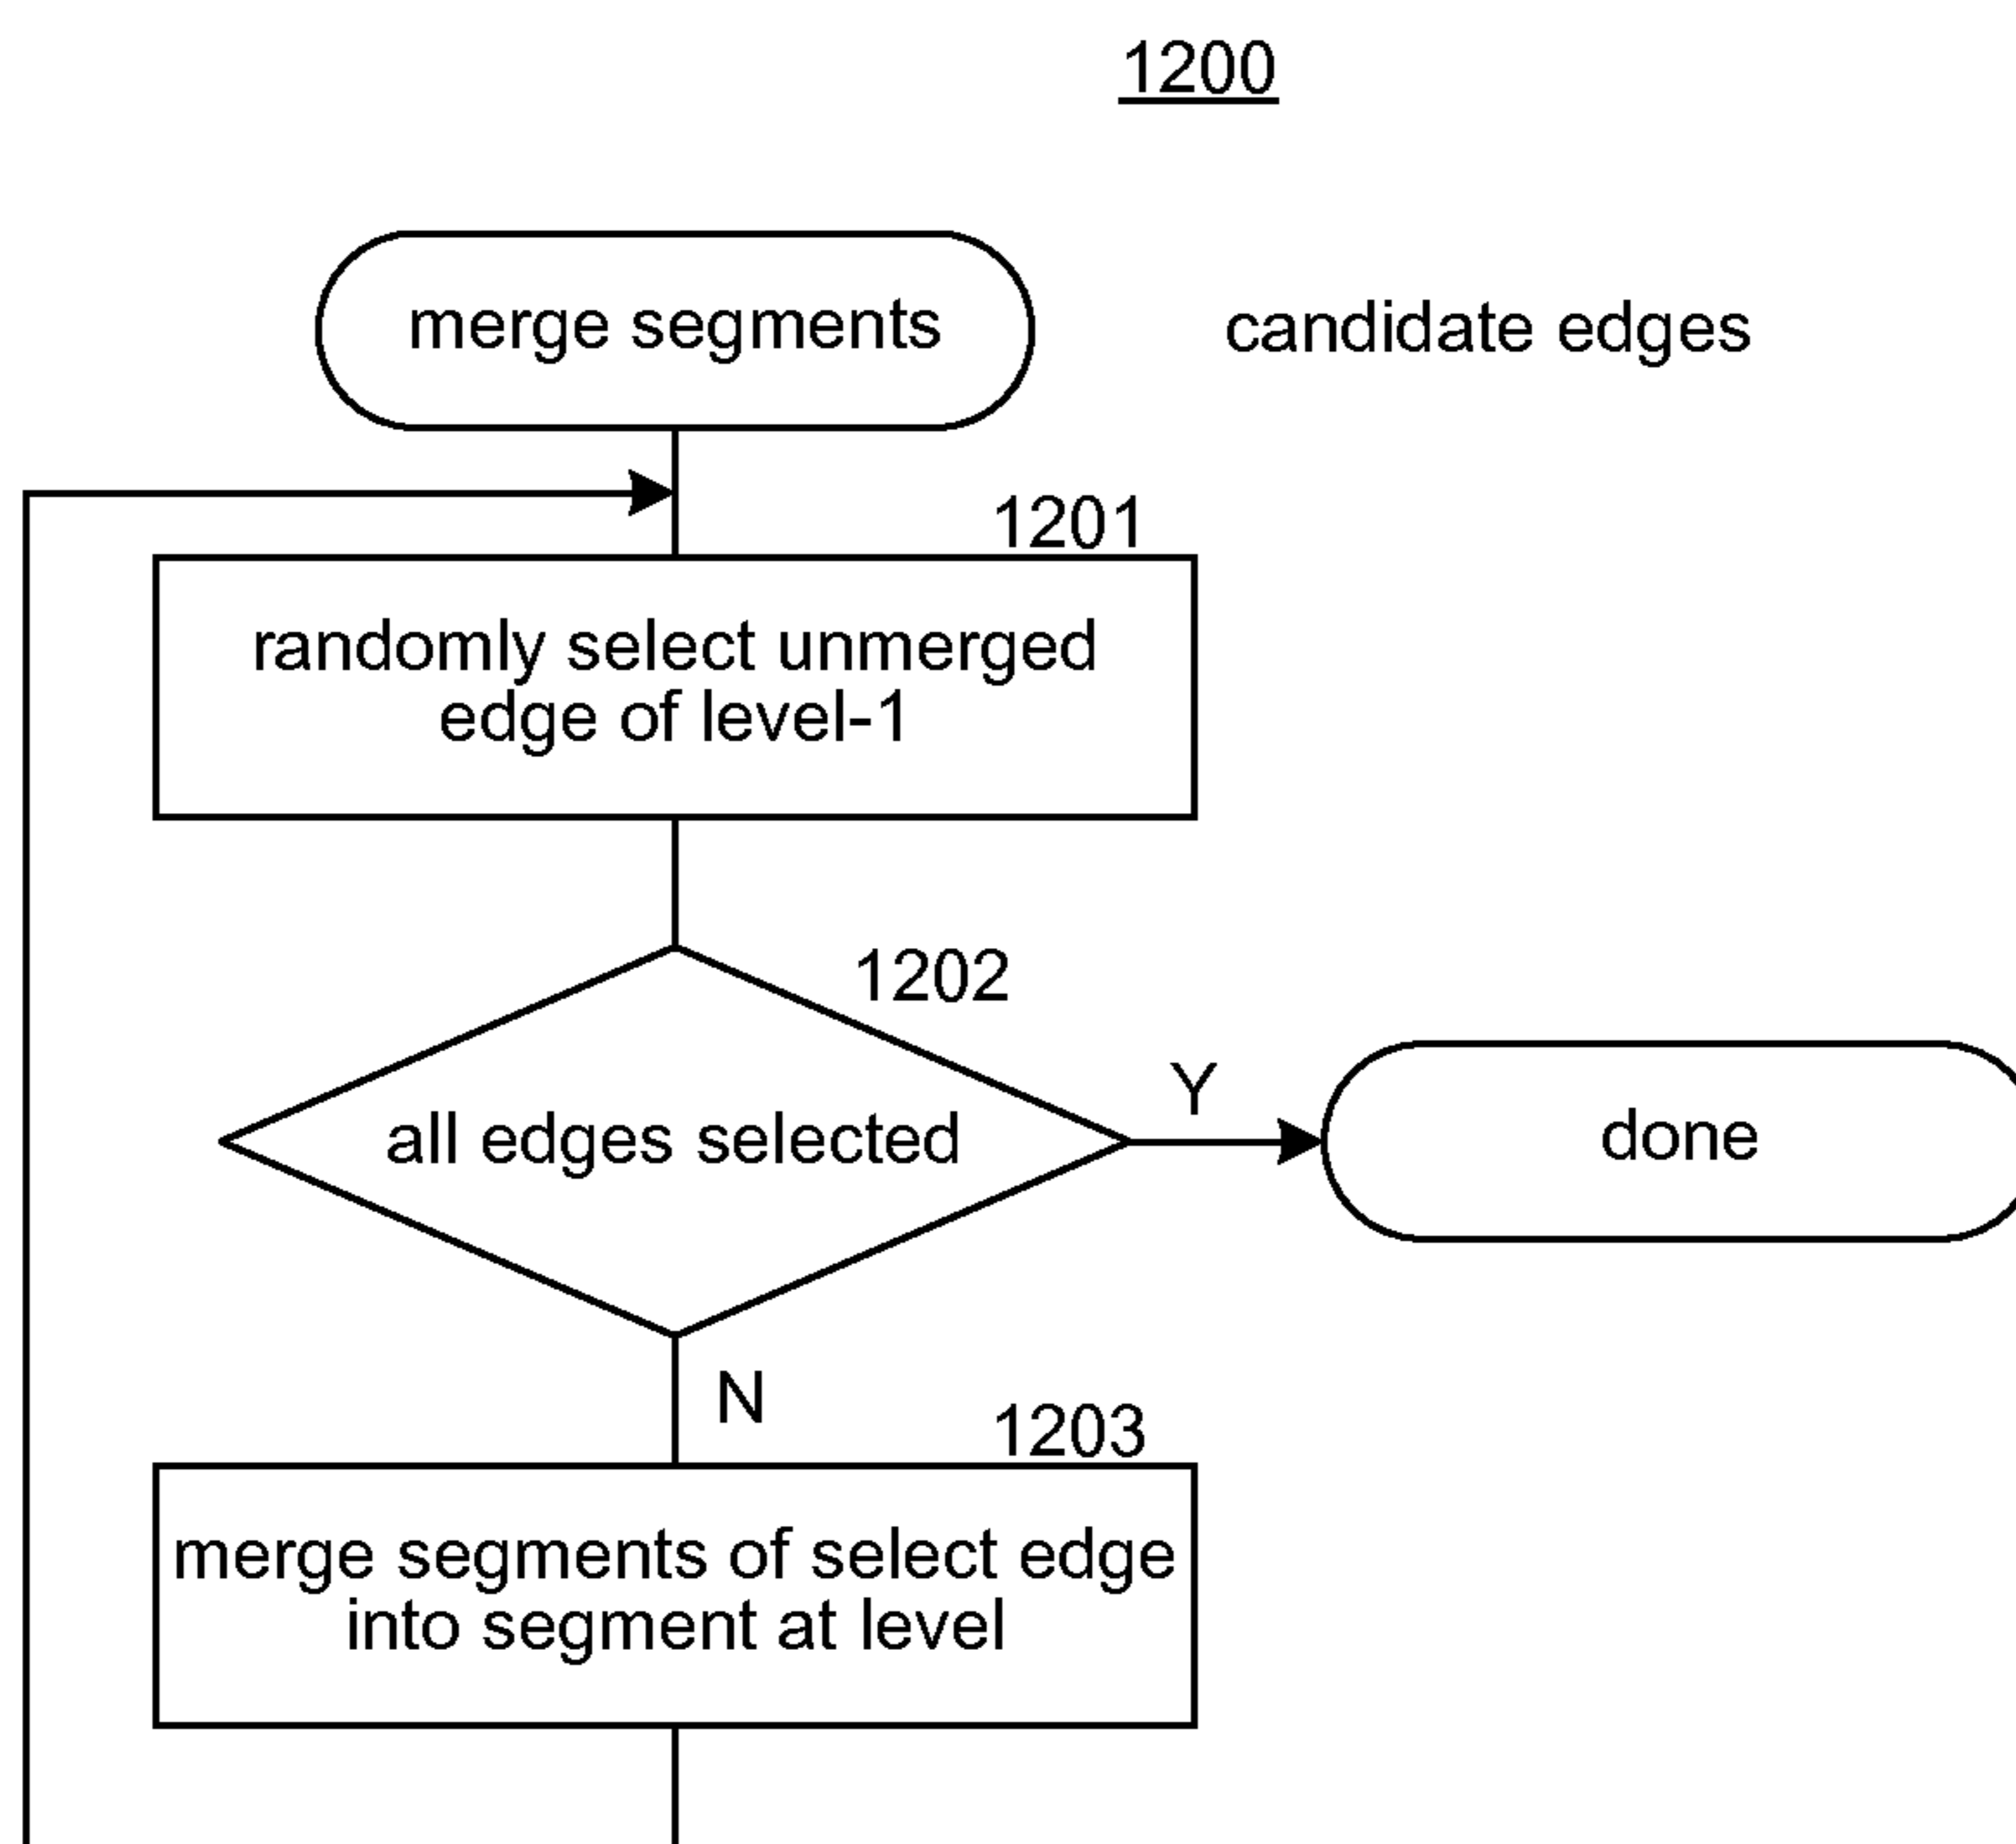 1200
merge segments
candidate edges
1201
randomly select unmerged
edge of level-1
1202
all edges selected
Y
done
N
1203
merge segments of select edge
into segment at level